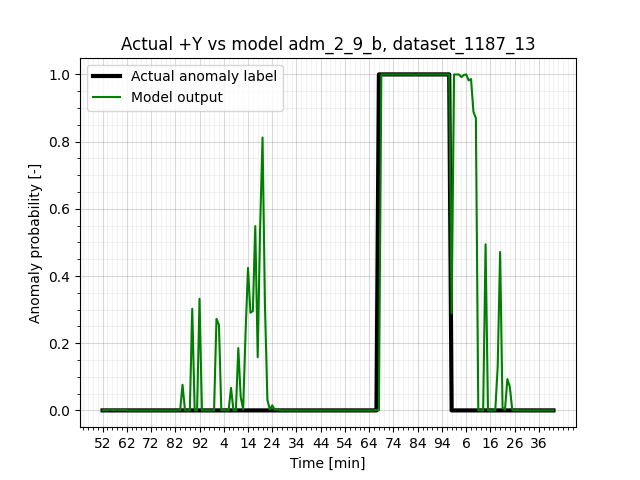 Actual +Y vs model adm_2_9_b, dataset_1187_13
Actual anomaly label
Model output
Anomaly probability [-]
1.0
0.8
0.6
0.4
0.2
0.0
52 62 72 82 92 4 14 24 34 44 54 64 74 84 94 6 16 26 36
Time [min]